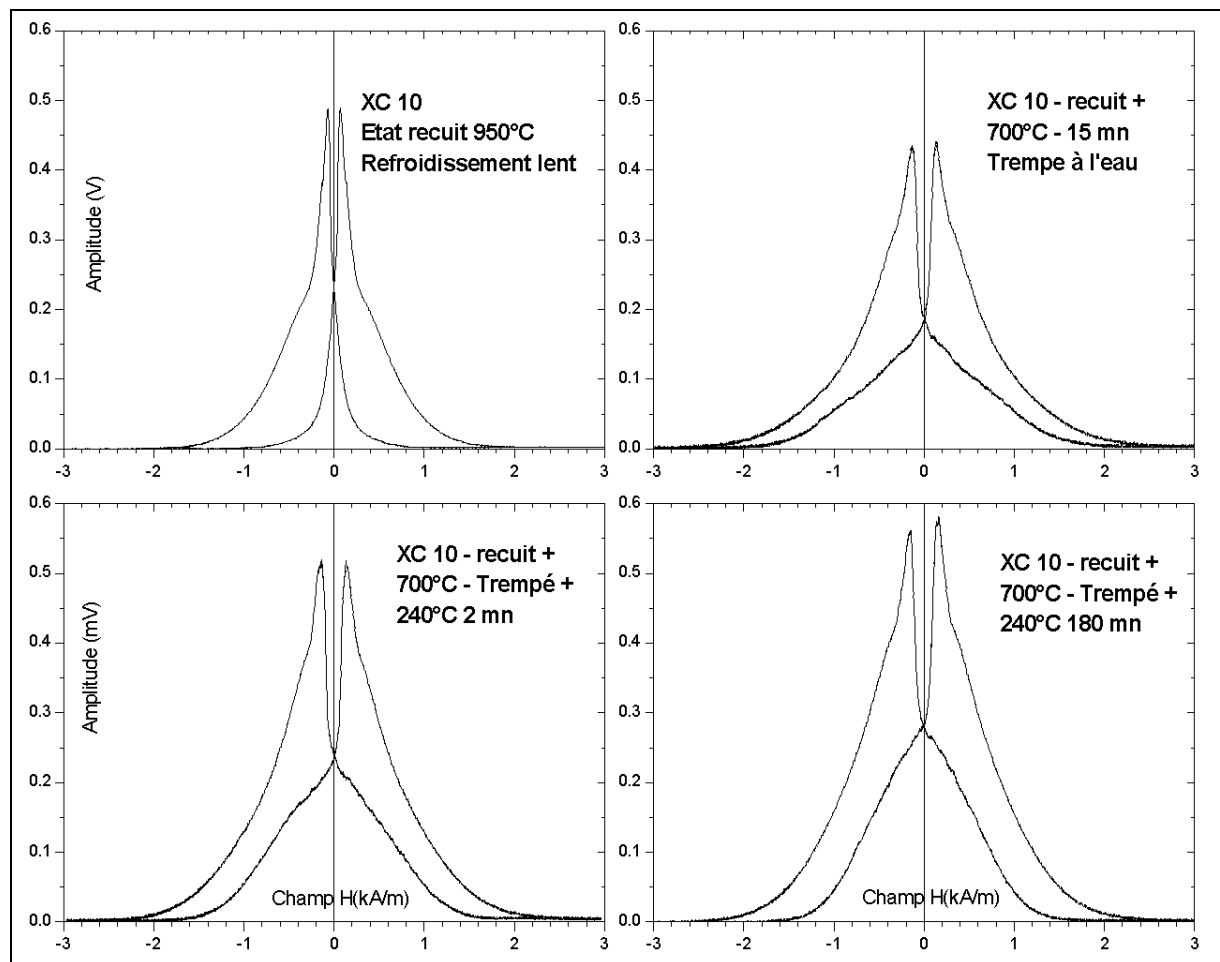 0.6
0.5
0.4
0.3
0.2
0.1
0.0
Amplitude (V)
XC 10
Etat recuit 950°C
Refroidissement lent
-3 -2 -1 0 1 2 3
0.6
0.5
0.4
0.3
0.2
0.1
0.0
XC 10 - recuit +
700°C - 15 mn
Trempe à l'eau
-3 -2 -1 0 1 2 3
0.6
0.5
0.4
0.3
0.2
0.1
0.0
Amplitude (mV)
XC 10 - recuit +
700°C - Trempé +
240°C 2 mn
Champ H(kA/m)
-3 -2 -1 0 1 2 3
0.6
0.5
0.4
0.3
0.2
0.1
0.0
XC 10 - recuit +
700°C - Trempé +
240°C 180 mn
Champ H(kA/m)
-3 -2 -1 0 1 2 3